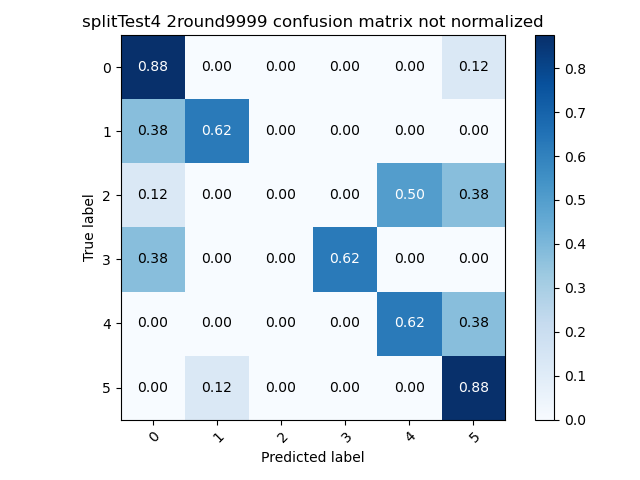 splitTest4 2round9999 confusion matrix not normalized
0 0.88 0.00 0.00 0.00 0.00 0.12
1 0.38 0.62 0.00 0.00 0.00 0.00
2 0.12 0.00 0.00 0.00 0.50 0.38
3 0.38 0.00 0.00 0.62 0.00 0.00
4 0.00 0.00 0.00 0.00 0.62 0.38
5 0.00 0.12 0.00 0.00 0.00 0.88
0 1 2 3 4 5
True label
Predicted label
0.8
0.7
0.6
0.5
0.4
0.3
0.2
0.1
0.0